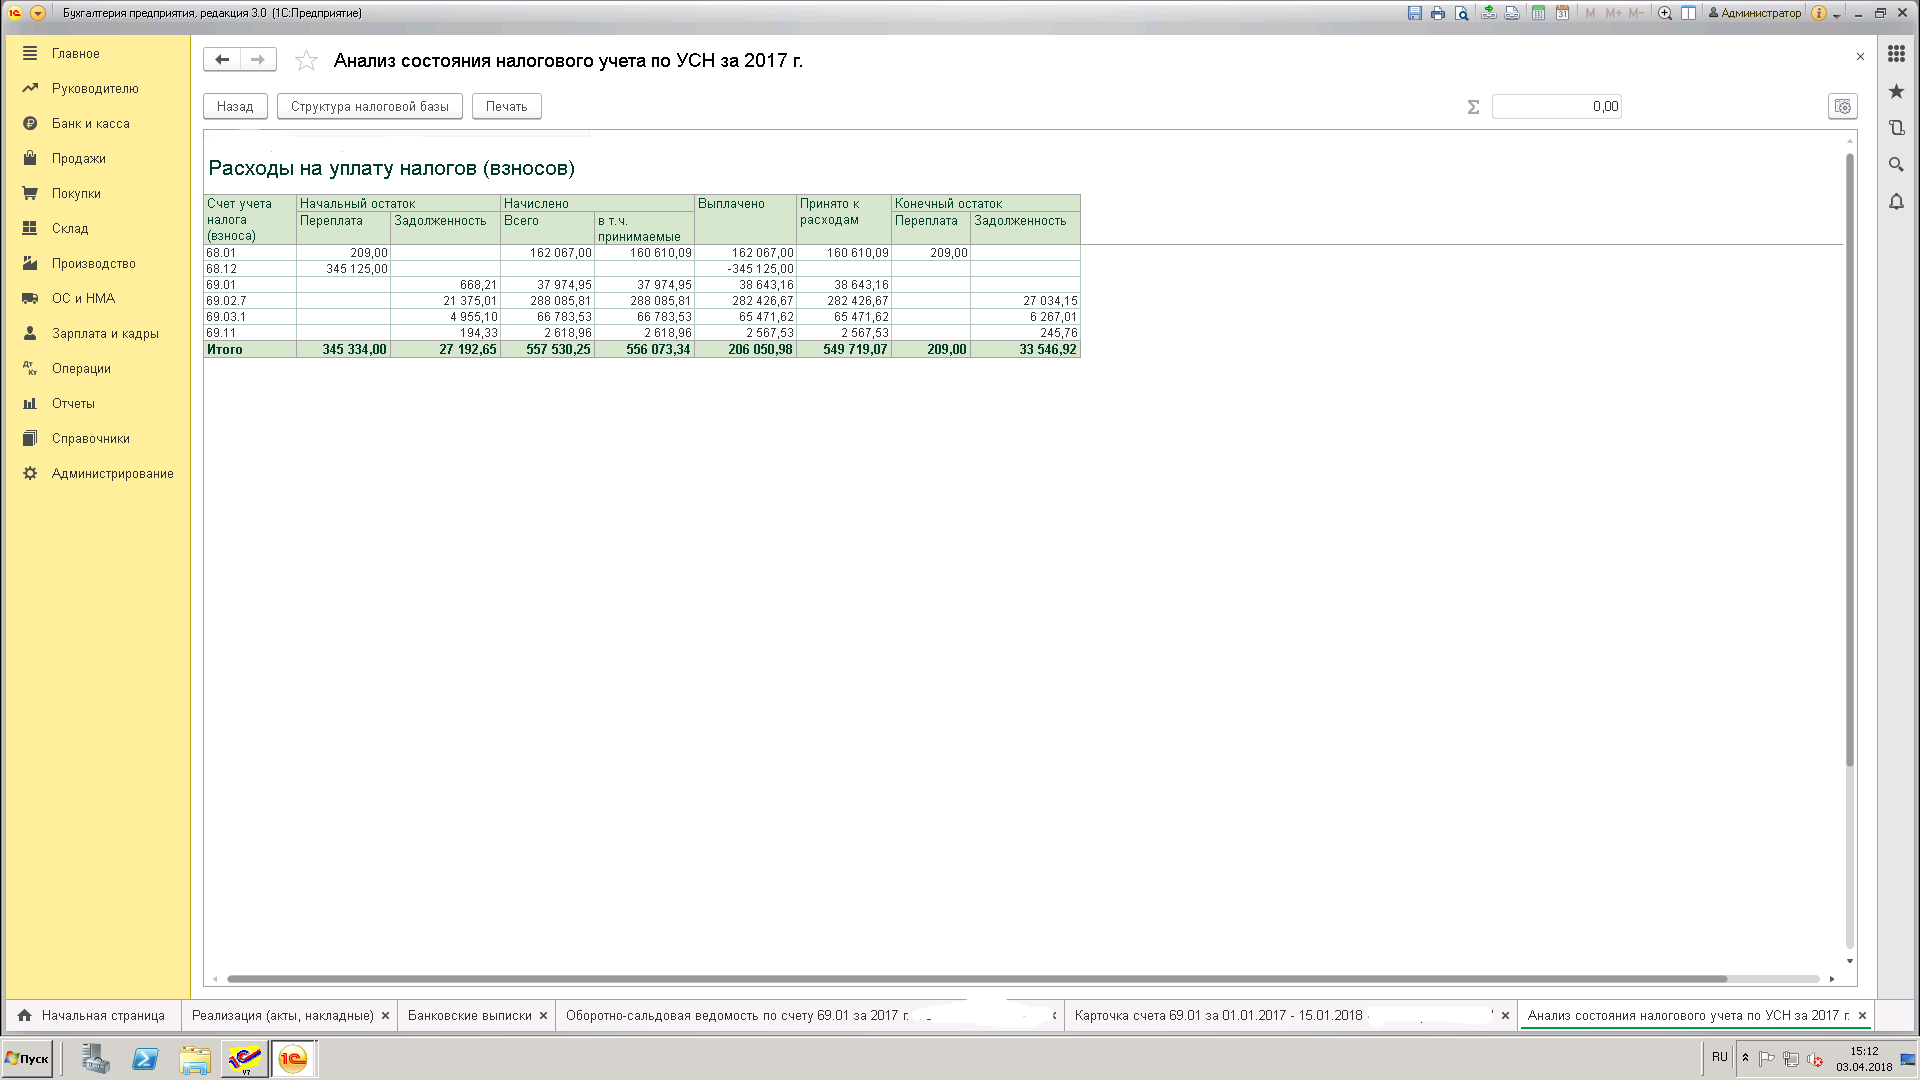 Бухгалтерия предприятия, редакция 3.0 (1С:Предприятие)
M M+ M- Администратор
Главное
Руководителю
Банк и касса
Продажи
Покупки
Склад
Производство
ОС и НМА
Зарплата и кадры
Операции
Отчеты
Справочники
Администрирование
Анализ состояния налогового учета по УСН за 2017 г.
Назад Структура налоговой базы Печать Σ 0,00
Расходы на уплату налогов (взносов)
Счет учета налога (взноса) Начальный остаток Начислено Выплачено Принято к расходам Конечный остаток
Переплата Задолженность Всего в т.ч. принимаемые Переплата Задолженность
68.01 209,00 162 067,00 160 610,09 162 067,00 160 610,09 209,00
68.12 345 125,00 -345 125,00
69.01 668,21 37 974,95 37 974,95 38 643,16 38 643,16
69.02.7 21 375,01 288 085,81 288 085,81 282 426,67 282 426,67 27 034,15
69.03.1 4 955,10 66 783,53 66 783,53 65 471,62 65 471,62 6 267,01
69.11 194,33 2 618,96 2 618,96 2 567,53 2 567,53 245,76
Итого 345 334,00 27 192,65 557 530,25 556 073,34 206 050,98 549 719,07 209,00 33 546,92
Начальная страница Реализация (акты, накладные) Банковские выписки Оборотно-сальдовая ведомость по счету 69.01 за 2017 г. Карточка счета 69.01 за 01.01.2017 - 15.01.2018 - Анализ состояния налогового учета по УСН за 2017 г.
Пуск RU 15:12
03.04.2018